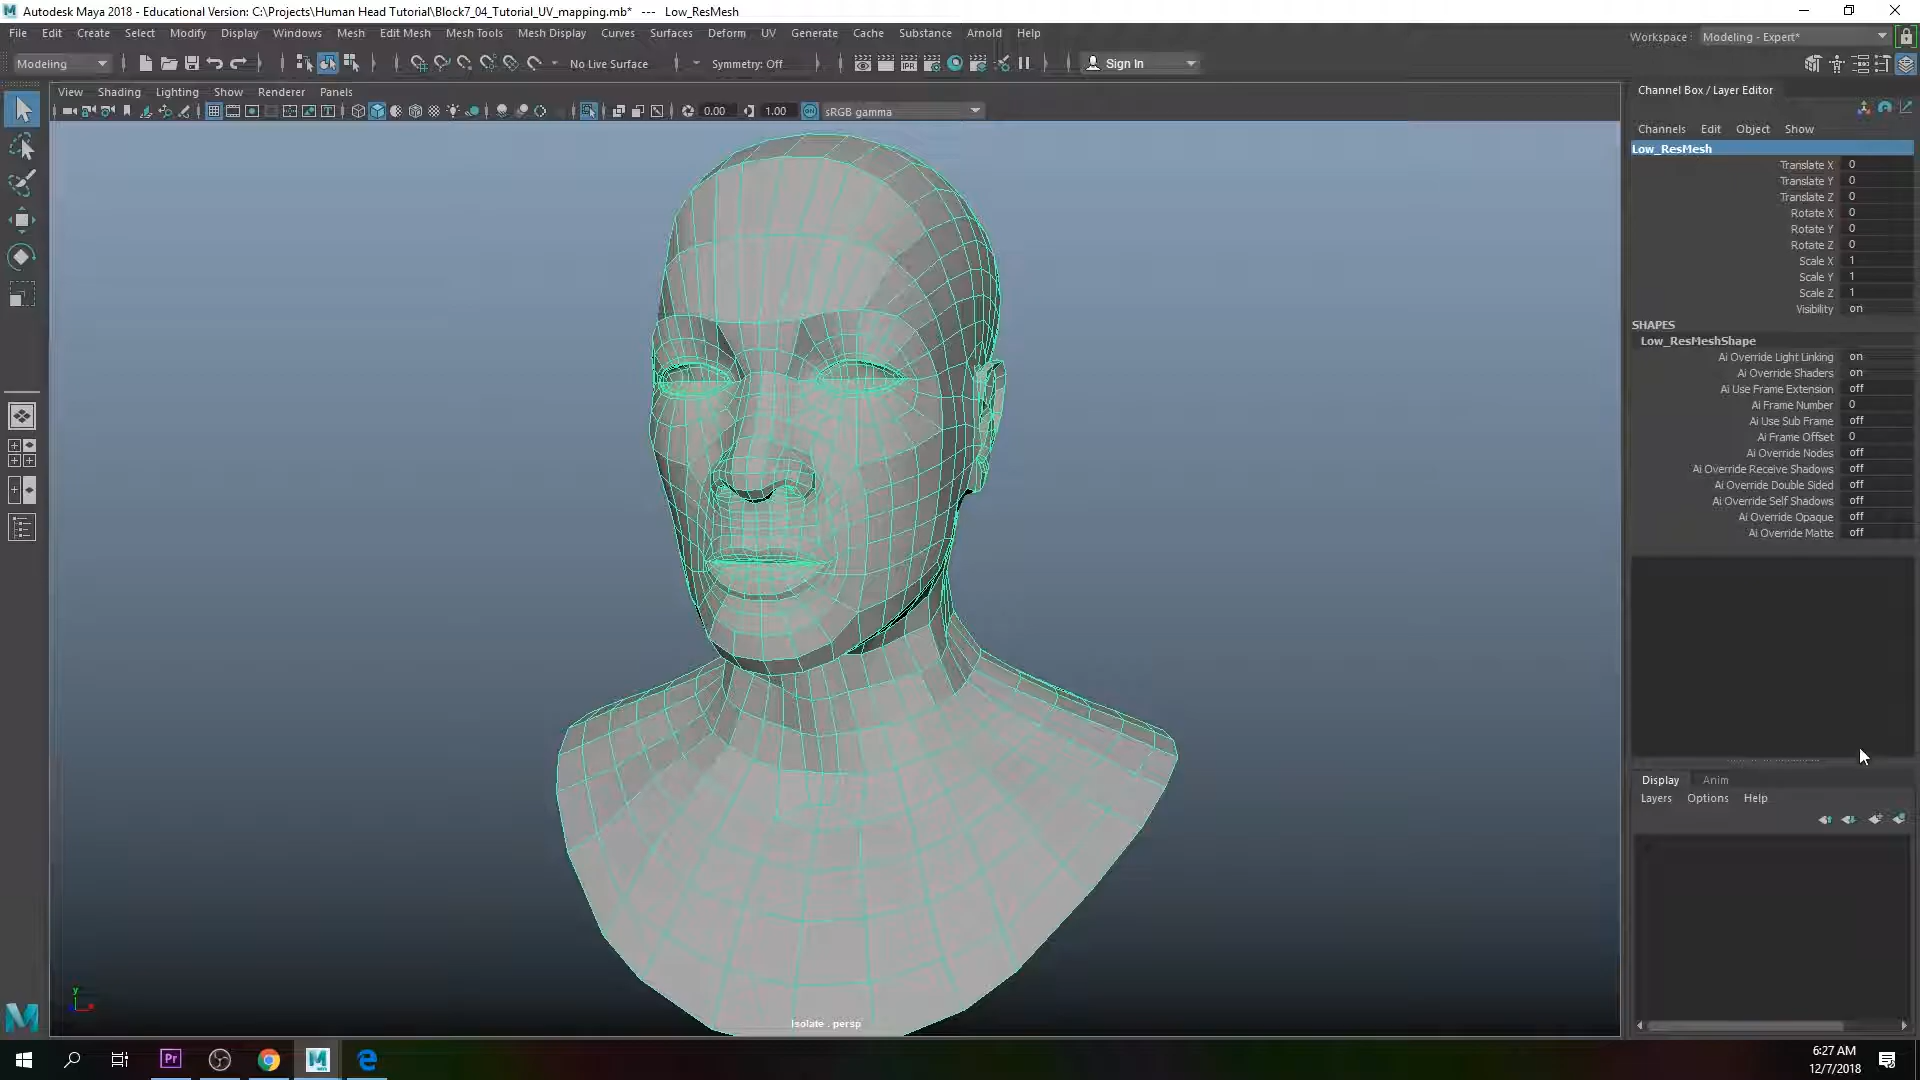 Autodesk Maya 2018 - Educational Version: C:\Projects\Human Head Tutorial\Block7_04_Tutorial_UV_mapping.mb* --- Low_ResMesh
File Edit Create Select Modify Display Windows Mesh Edit Mesh Mesh Tools Mesh Display Curves Surfaces Deform UV Generate Cache Substance Arnold Help
Workspace : Modeling - Expert*
Modeling No Live Surface Symmetry: Off Sign In
View Shading Lighting Show Renderer Panels
0.00 1.00 ON sRGB gamma
Channel Box / Layer Editor
Channels Edit Object Show
Low_ResMesh
Translate X 0
Translate Y 0
Translate Z 0
Rotate X 0
Rotate Y 0
Rotate Z 0
Scale X 1
Scale Y 1
Scale Z 1
Visibility on
SHAPES
Low_ResMeshShape
Ai Override Light Linking on
Ai Override Shaders on
Ai Use Frame Extension off
Ai Frame Number 0
Ai Use Sub Frame off
Ai Frame Offset 0
Ai Override Nodes off
Ai Override Receive Shadows off
Ai Override Double Sided off
Ai Override Self Shadows off
Ai Override Opaque off
Ai Override Matte off
Display Anim
Layers Options Help
y
Isolate : persp
Pr
M
6:27 AM
12/7/2018